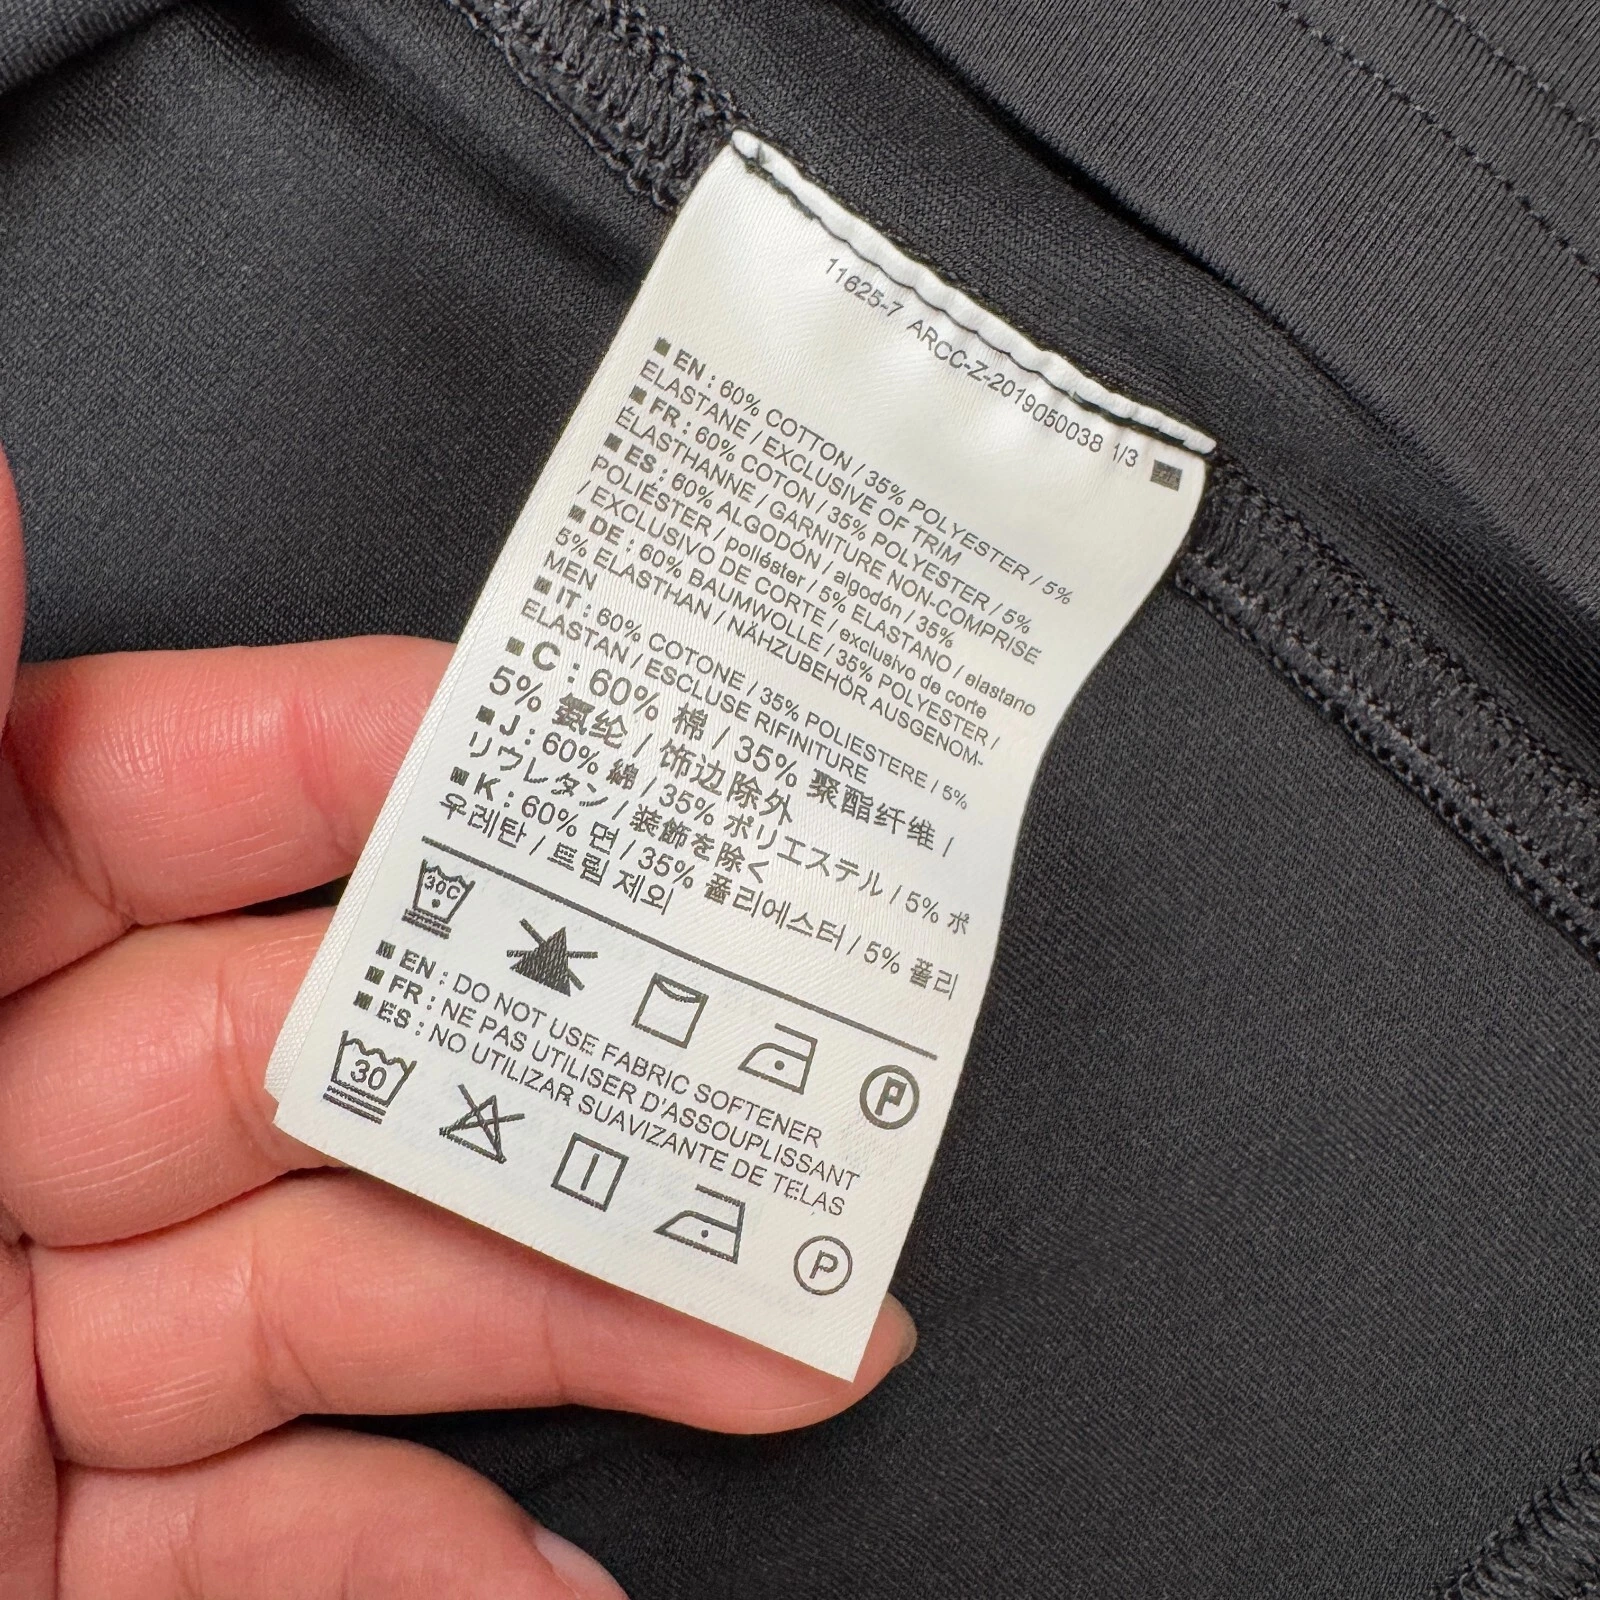 11625-7 ARCC-Z-2019050038 1/3
EN : 60% COTTON / 35% POLYESTER / 5%
ELASTANE / EXCLUSIVE OF TRIM
FR : 60% COTON / 35% POLYESTER / 5%
ÉLASTHANNE / GARNITURE NON-COMPRISE
ES : 60% ALGODÓN / algodón / 35%
POLIÉSTER / poliéster / 5% ELASTANO / elastano
/ EXCLUSIVO DE CORTE / exclusivo de corte
DE : 60% BAUMWOLLE / 35% POLYESTER /
5% ELASTHAN / NÄHZUBEHÖR AUSGENOM-
MEN
IT : 60% COTONE / 35% POLIESTERE / 5%
ELASTAN / ESCLUSE RIFINITURE
C : 60% 棉 / 35% 聚酯纤维 /
5% 氨纶 / 饰边除外
J : 60% 綿 / 35% ポリエステル / 5% ポ
リウレタン / 装飾を除く
K : 60% 면 / 35% 폴리에스터 / 5% 폴리
우레탄 / 트림 제외
30C
P
EN : DO NOT USE FABRIC SOFTENER
FR : NE PAS UTILISER D'ASSOUPLISSANT
ES : NO UTILIZAR SUAVIZANTE DE TELAS
30
P